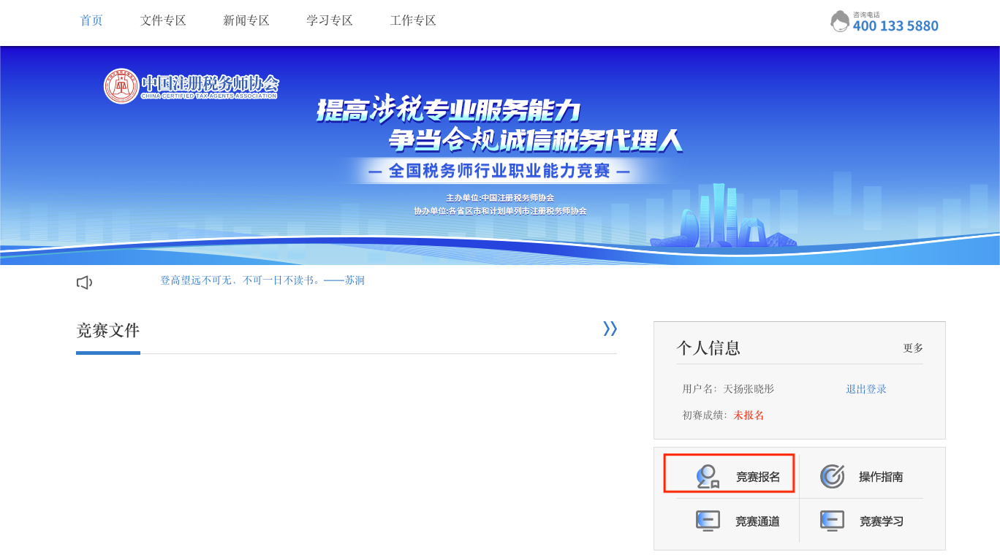 首页 文件专区 新闻专区 学习专区 工作专区
咨询电话
400 133 5880
中国注册税务师协会
CHINA CERTIFIED TAX AGENTS ASSOCIATION
提高涉税专业服务能力
争当合规诚信税务代理人
— 全国税务师行业职业能力竞赛 —
主办单位:中国注册税务师协会
协办单位:各省区市和计划单列市注册税务师协会
登高望远不可无，不可一日不读书。——苏泂
竞赛文件
个人信息 更多
用户名：天扬张晓彤 退出登录
初赛成绩：未报名
竞赛报名 操作指南
竞赛通道 竞赛学习